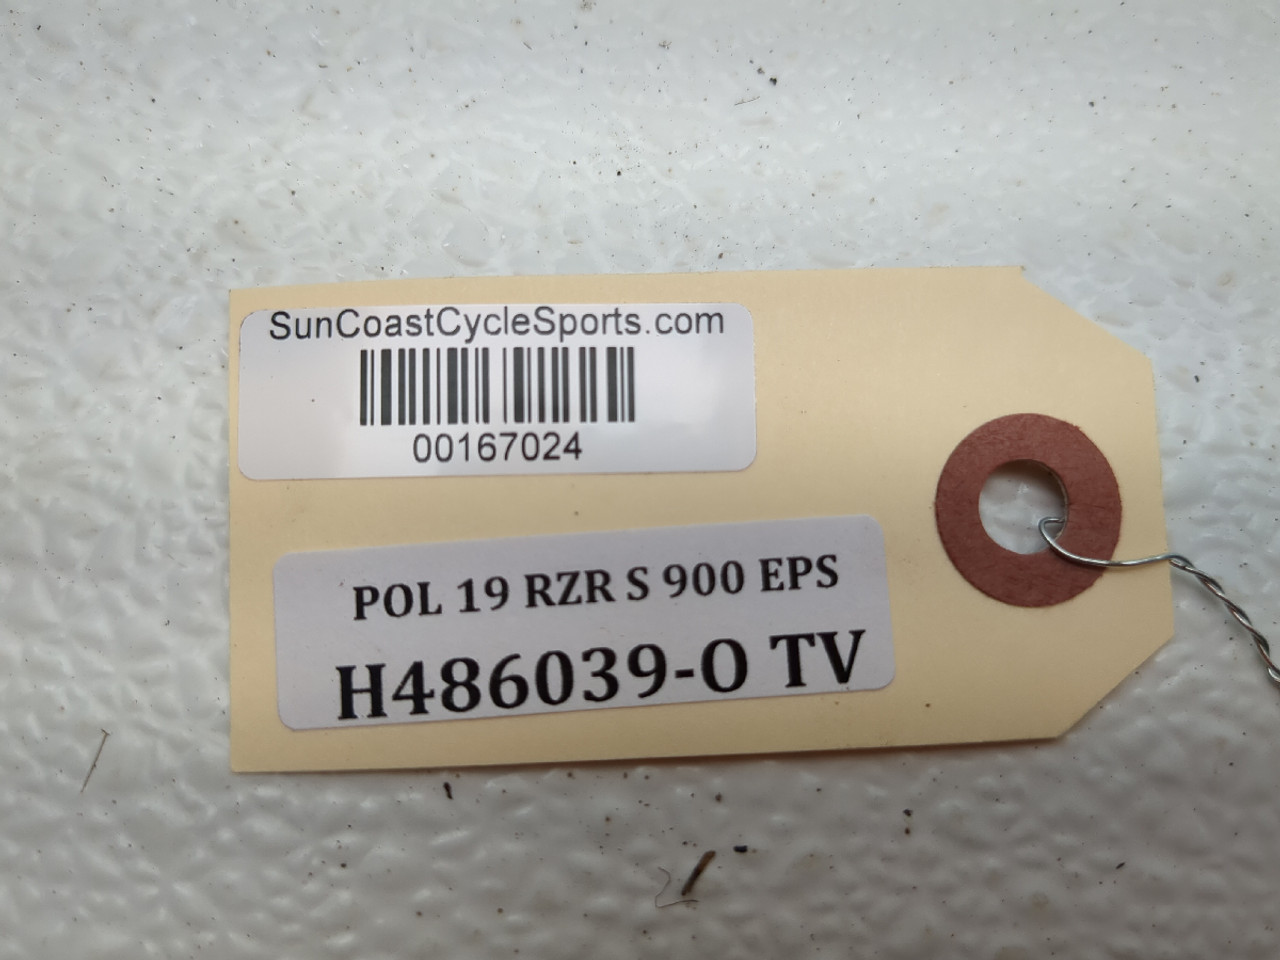 SunCoastCycleSports.com
00167024
POL 19 RZR S 900 EPS
H486039-O TV